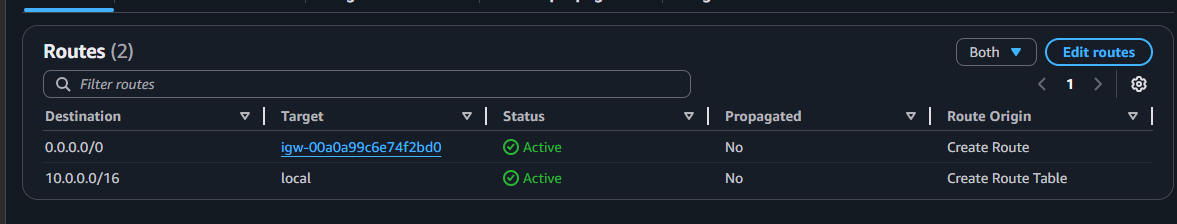 Routes (2)
Both
Edit routes
Filter routes
1
Destination Target Status Propagated Route Origin
0.0.0.0/0 igw-00a0a99c6e74f2bd0 Active No Create Route
10.0.0.0/16 local Active No Create Route Table